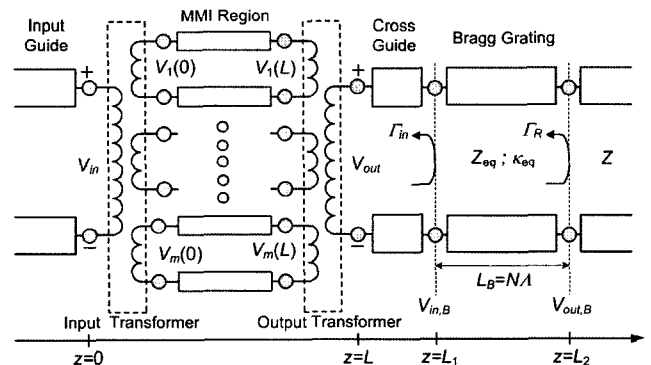 Input Guide
MMI Region
Cross Guide
Bragg Grating
+
V₁(0)
V₁(L)
+
Γin
ΓR
Vin
Vout
Zeq ; κeq
Z
Vm(0)
Vm(L)
−
−
LB=NΛ
Vin,B
Vout,B
Input Transformer
Output Transformer
z=0
z=L
z=L₁
z=L₂